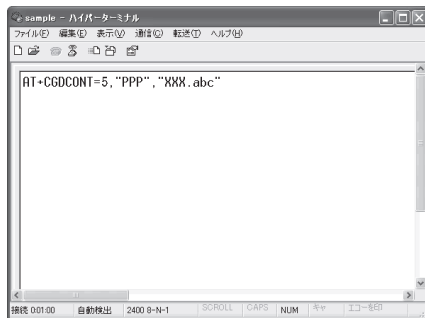 sample - ハイパーターミナル
ファイル(F) 編集(E) 表示(V) 通信(C) 転送(T) ヘルプ(H)
AT+CGDCONT=5,"PPP","XXX.abc"
接続 0:01:00 自動検出 2400 8-N-1 SCROLL CAPS NUM キャ エコーを印